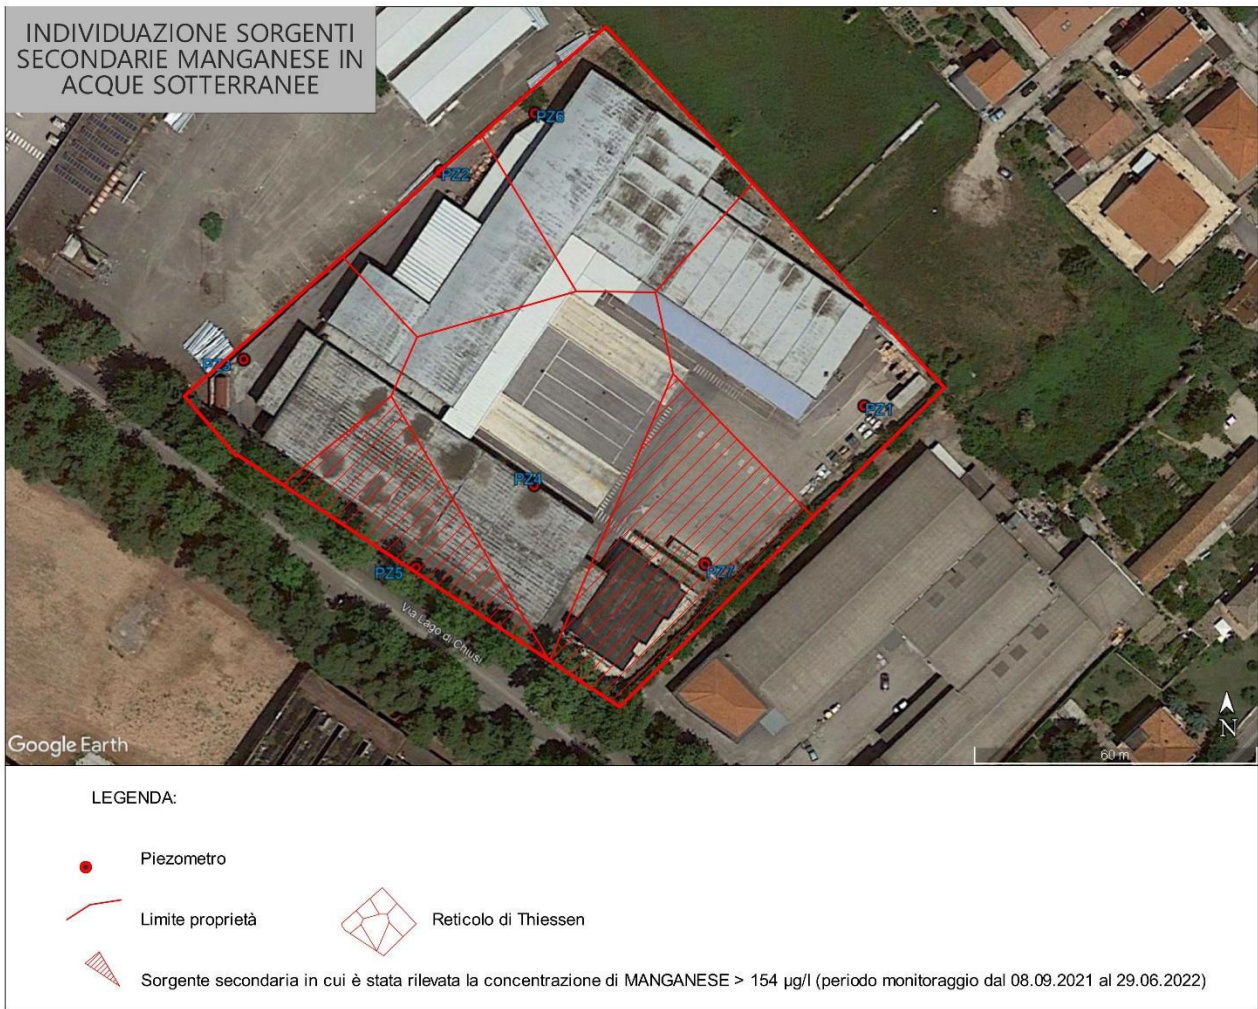 INDIVIDUAZIONE SORGENTI
SECONDARIE MANGANESE IN
ACQUE SOTTERRANEE
PZ6
PZ2
PZ3
PZ1
PZ4
PZ5
PZ7
Via Lago di Chiusi
Google Earth
N
60 m
LEGENDA:
Piezometro
Limite proprietà
Reticolo di Thiessen
Sorgente secondaria in cui è stata rilevata la concentrazione di MANGANESE > 154 µg/l (periodo monitoraggio dal 08.09.2021 al 29.06.2022)